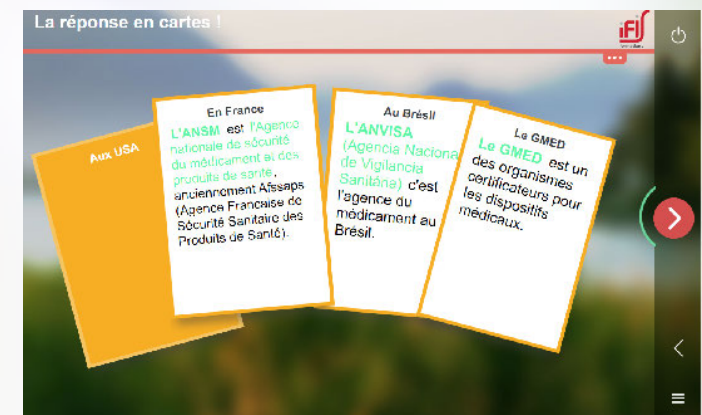 La réponse en cartes !
iFIS
Aux USA
En France
L'ANSM est l'Agence
nationale de sécurité
du médicament et des
produits de santé,
anciennement Afssaps
(Agence Française de
Sécurité Sanitaire des
Produits de Santé).
Au Brésil
L'ANVISA
(Agencia Naciona
de Vigilancia
Sanitária) c'est
l'agence du
médicament au
Brésil.
Le GMED
Le GMED est un
des organismes
certificateurs pour
les dispositifs
médicaux.